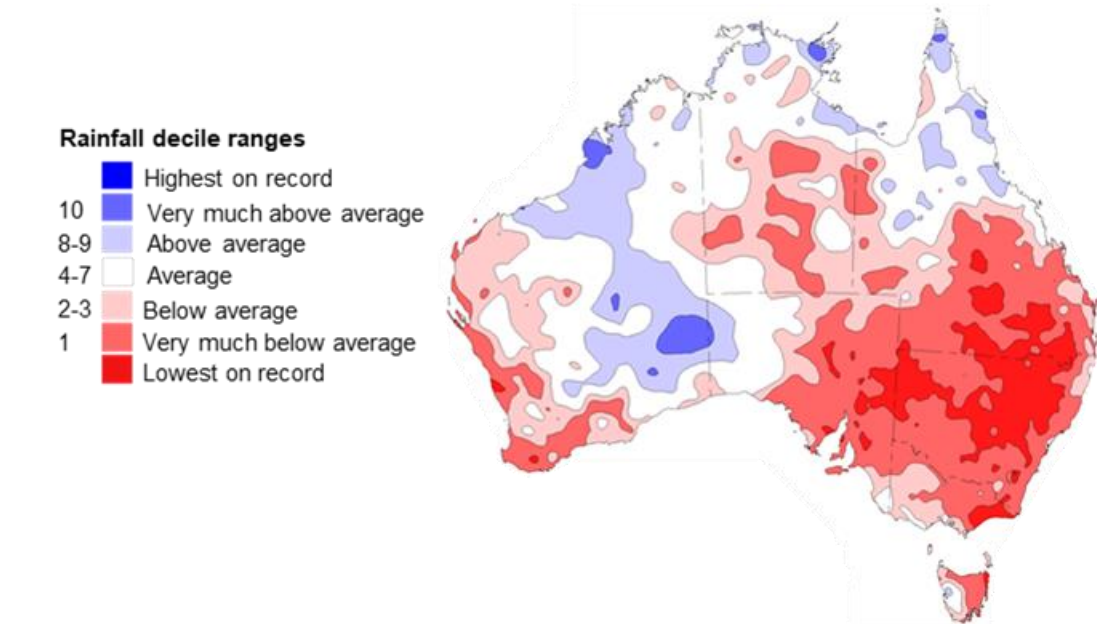 Rainfall decile ranges
Highest on record
10 Very much above average
8-9 Above average
4-7 Average
2-3 Below average
1 Very much below average
Lowest on record